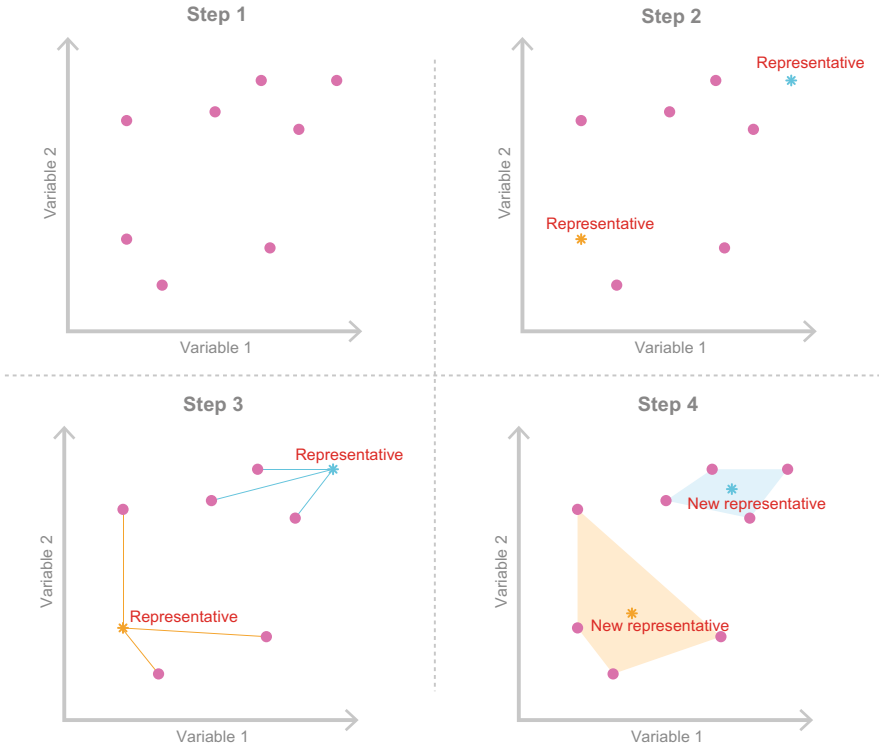 Step 1
Variable 2
Variable 1
Step 2
Representative
Representative
Variable 2
Variable 1
Step 3
Representative
Representative
Variable 2
Variable 1
Step 4
New representative
New representative
Variable 2
Variable 1